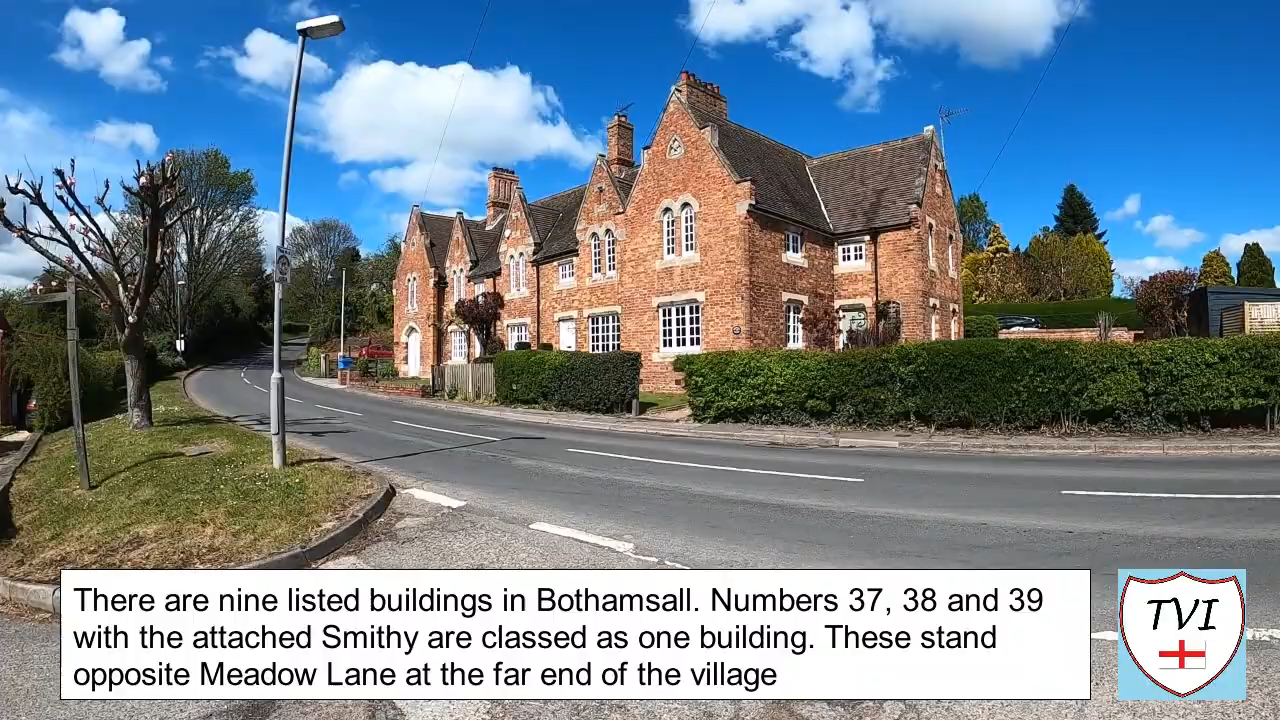 There are nine listed buildings in Bothamsall. Numbers 37, 38 and 39
with the attached Smithy are classed as one building. These stand
opposite Meadow Lane at the far end of the village
TVI